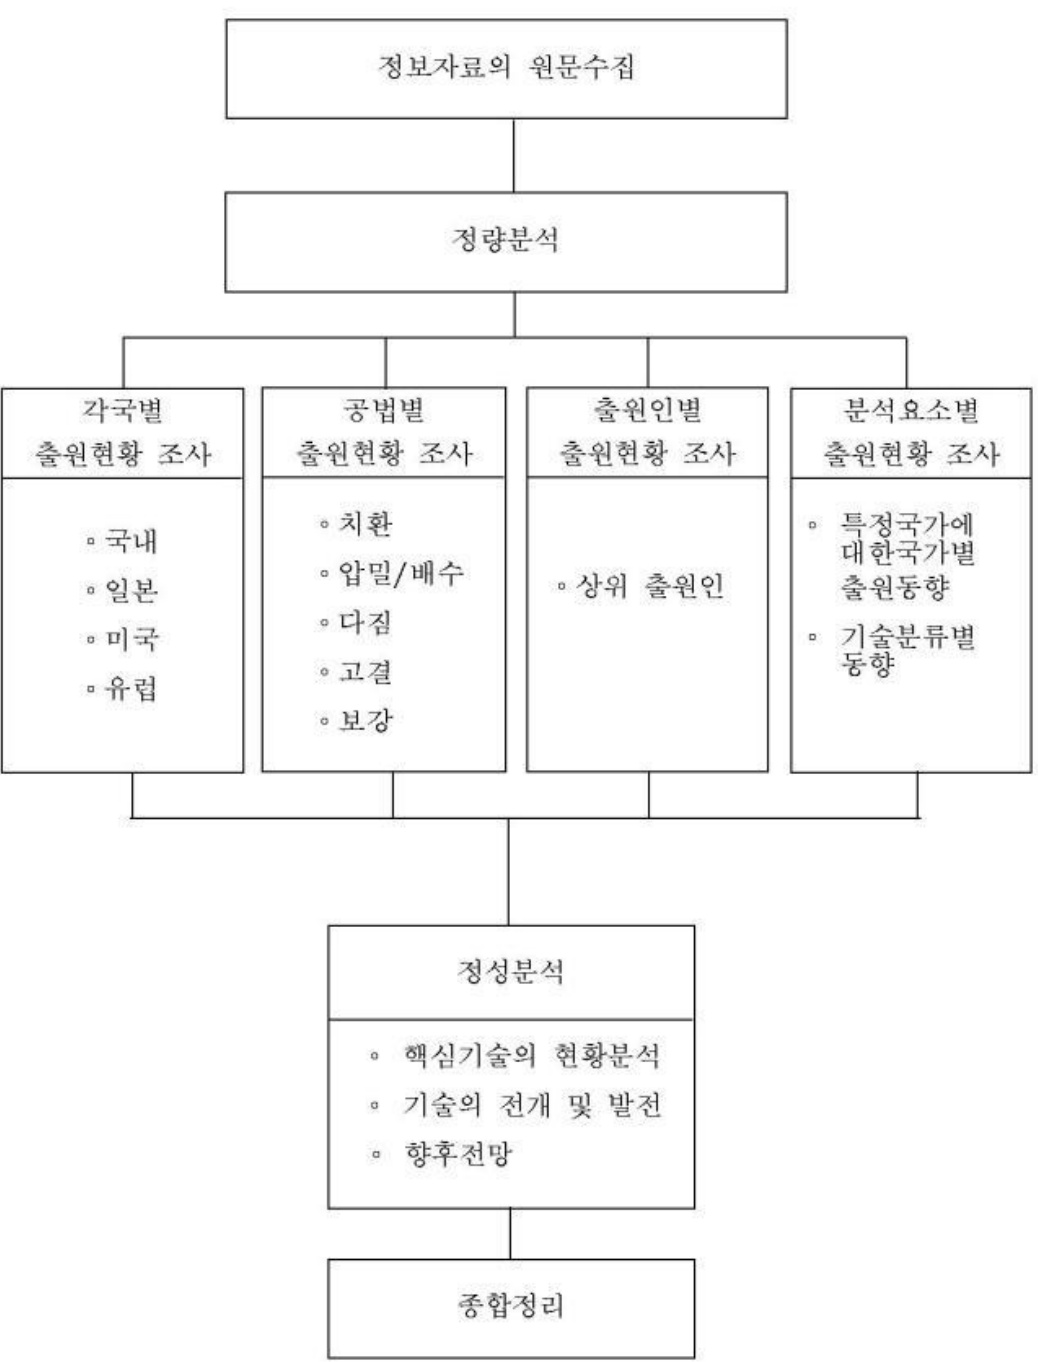 정보자료의 원문수집
정량분석
각국별
출원현황 조사
▫ 국내
▫ 일본
▫ 미국
▫ 유럽
공법별
출원현황 조사
▫ 치환
▫ 압밀/배수
▫ 다짐
▫ 고결
▫ 보강
출원인별
출원현황 조사
▫ 상위 출원인
분석요소별
출원현황 조사
▫ 특정국가에
대한국가별
출원동향
▫ 기술분류별
동향
정성분석
▫ 핵심기술의 현황분석
▫ 기술의 전개 및 발전
▫ 향후전망
종합정리